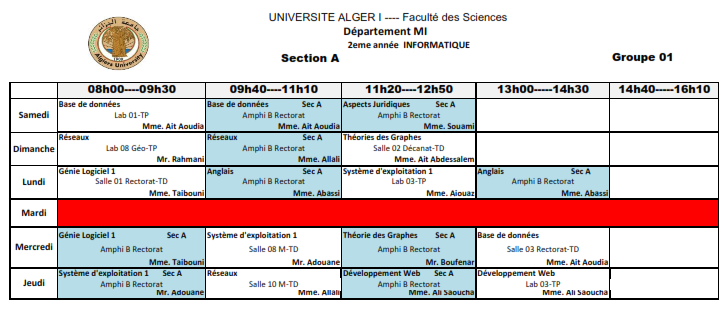 UNIVERSITE ALGER I ---- Faculté des Sciences
Département MI
2eme année INFORMATIQUE
Section A
Groupe 01
08h00----09h30 09h40----11h10 11h20----12h50 13h00-----14h30 14h40-----16h10
Samedi
Base de données
Lab 01-TP
Mme. Ait Aoudia
Base de données Sec A
Amphi B Rectorat
Mme. Ait Aoudia
Aspects Juridiques Sec A
Amphi B Rectorat
Mme. Souami
Dimanche
Réseaux
Lab 08 Géo-TP
Mr. Rahmani
Réseaux Sec A
Amphi B Rectorat
Mme. Allali
Théories des Graphes
Salle 02 Décanat-TD
Mme. Ait Abdessalem
Lundi
Génie Logiciel 1
Salle 01 Rectorat-TD
Mme. Taibouni
Anglais Sec A
Amphi B Rectorat
Mme. Abassi
Système d'exploitation 1
Lab 03-TP
Mme. Aiouaz
Anglais Sec A
Amphi B Rectorat
Mme. Abassi
Mardi
Mercredi
Génie Logiciel 1 Sec A
Amphi B Rectorat
Mme. Taibouni
Système d'exploitation 1
Salle 08 M-TD
Mr. Adouane
Théorie des Graphes Sec A
Amphi B Rectorat
Mr. Boufenar
Base de données
Salle 03 Rectorat-TD
Mme. Ait Aoudia
Jeudi
Système d'exploitation 1 Sec A
Amphi B Rectorat
Mr. Adouane
Réseaux
Salle 10 M-TD
Mme. Allali
Développement Web Sec A
Amphi B Rectorat
Mme. Ali Saoucha
Développement Web
Lab 03-TP
Mme. Ali Saoucha